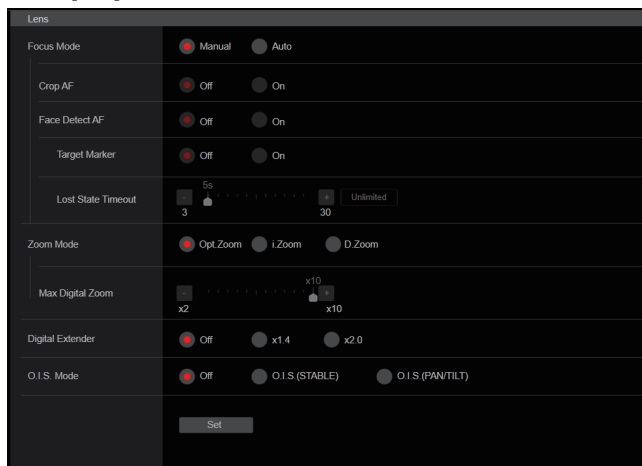 Lens
Focus Mode Manual Auto
Crop AF Off On
Face Detect AF Off On
Target Marker Off On
5s
Lost State Timeout - + Unlimited
3 30
Zoom Mode Opt.Zoom i.Zoom D.Zoom
x10
Max Digital Zoom - +
x2 x10
Digital Extender Off x1.4 x2.0
O.I.S. Mode Off O.I.S.(STABLE) O.I.S.(PAN/TILT)
Set